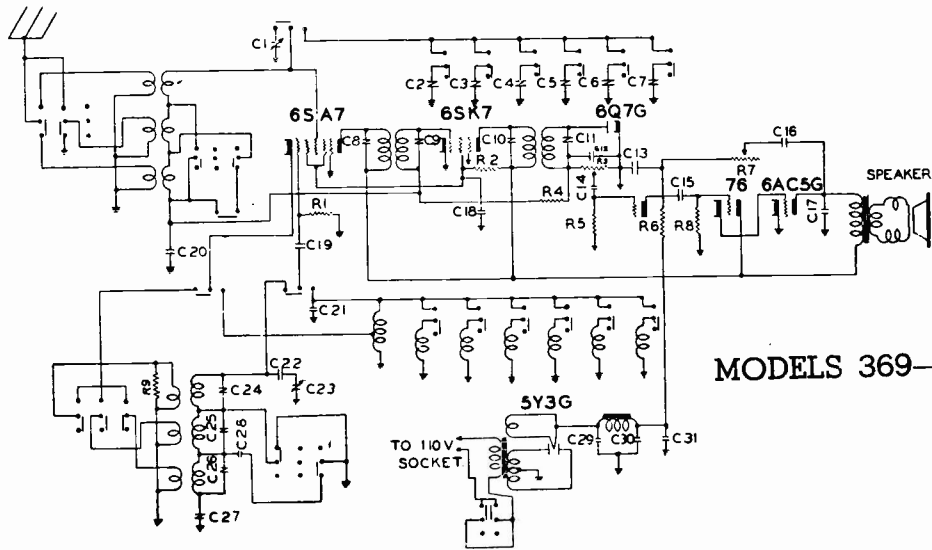 C1
C2
C3
C4
C5
C6
C7
6SA7
6SK7
6Q7G
C8
C9
C10
C11
C13
C16
R7
R2
R3
C14
C15
76
6AC5G
SPEAKER
C17
R1
C18
R4
R5
R6
R8
C20
C19
C21
MODELS 369–
R9
C22
C23
C24
C25
C28
C26
C27
5Y3G
TO 110V
SOCKET
C29
C30
C31